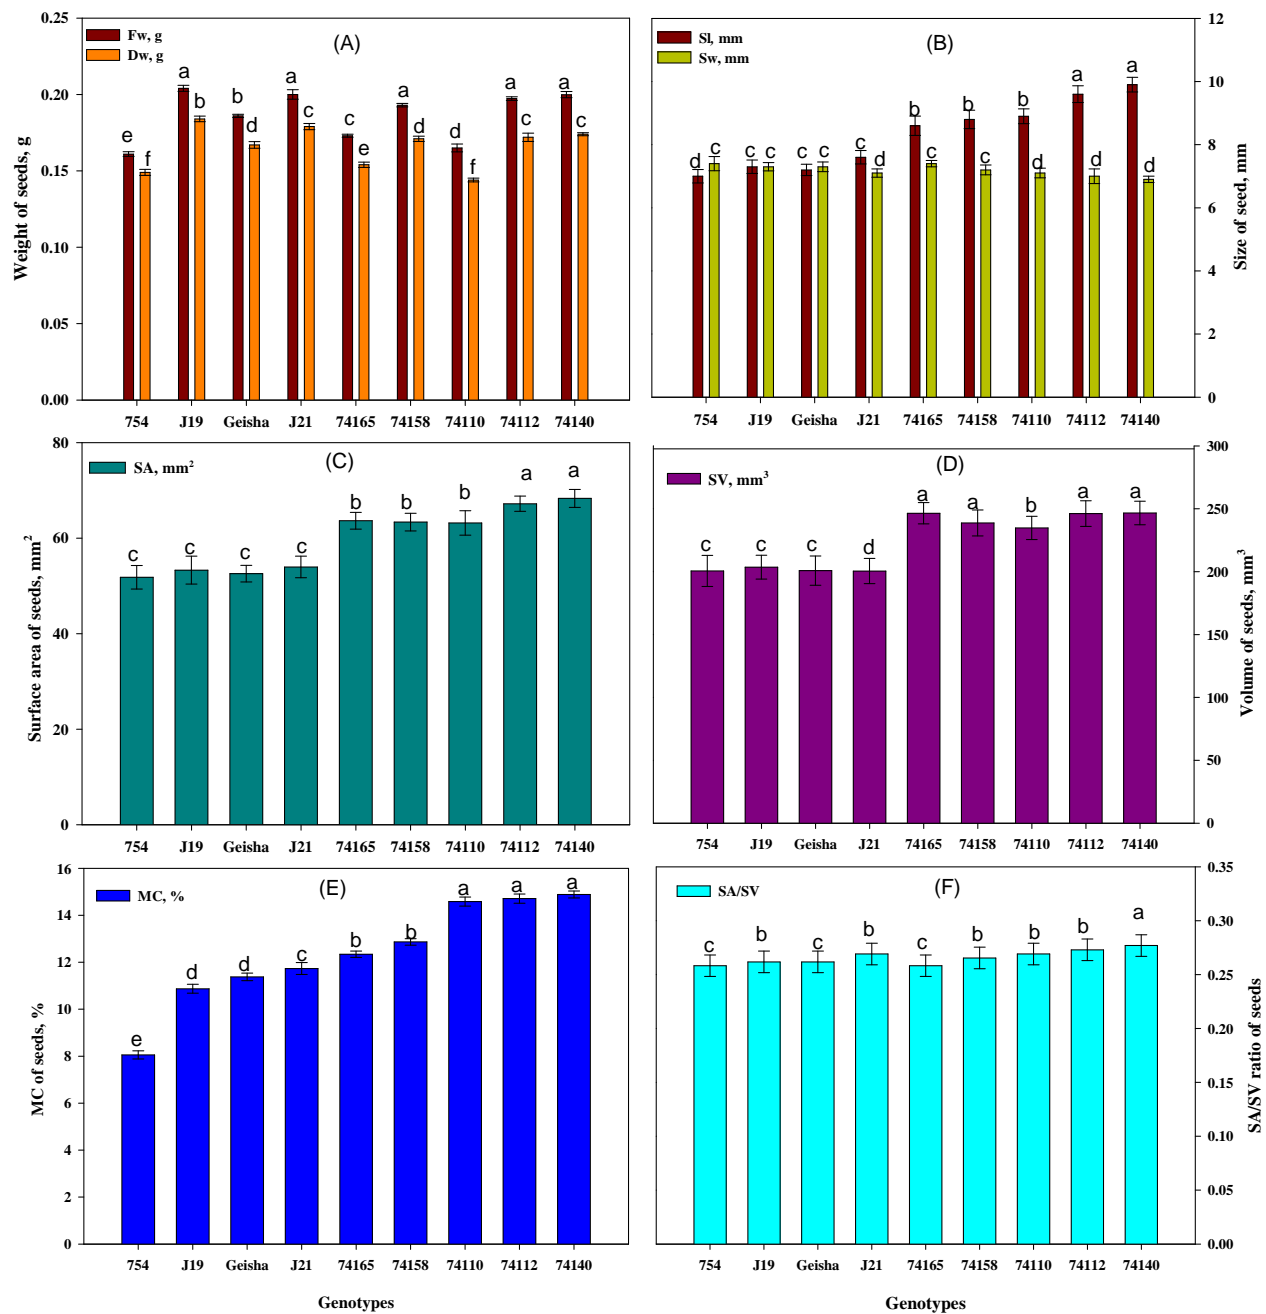 (A)
Fw, g
Dw, g
Weight of seeds, g
0.25
0.20
0.15
0.10
0.05
0.00
e f a b b d a c c e a d d f a c a c
754 J19 Geisha J21 74165 74158 74110 74112 74140
(B)
Sl, mm
Sw, mm
Size of seed, mm
12
10
8
6
4
2
0
d c c c c c c d b c b c b d a d a d
754 J19 Geisha J21 74165 74158 74110 74112 74140
(C)
SA, mm²
Surface area of seeds, mm²
80
60
40
20
0
c c c c b b b a a
754 J19 Geisha J21 74165 74158 74110 74112 74140
(D)
SV, mm³
Volume of seeds, mm³
300
250
200
150
100
50
0
c c c d a a b a a
754 J19 Geisha J21 74165 74158 74110 74112 74140
(E)
MC, %
MC of seeds, %
16
14
12
10
8
6
4
2
0
e d d c b b a a a
754 J19 Geisha J21 74165 74158 74110 74112 74140
Genotypes
(F)
SA/SV
SA/SV ratio of seeds
0.35
0.30
0.25
0.20
0.15
0.10
0.05
0.00
c b c b c b b b a
754 J19 Geisha J21 74165 74158 74110 74112 74140
Genotypes